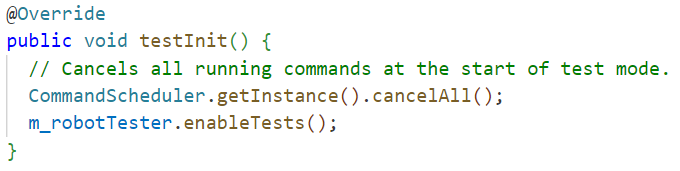 @Override
public void testInit() {
  // Cancels all running commands at the start of test mode.
  CommandScheduler.getInstance().cancelAll();
  m_robotTester.enableTests();
}